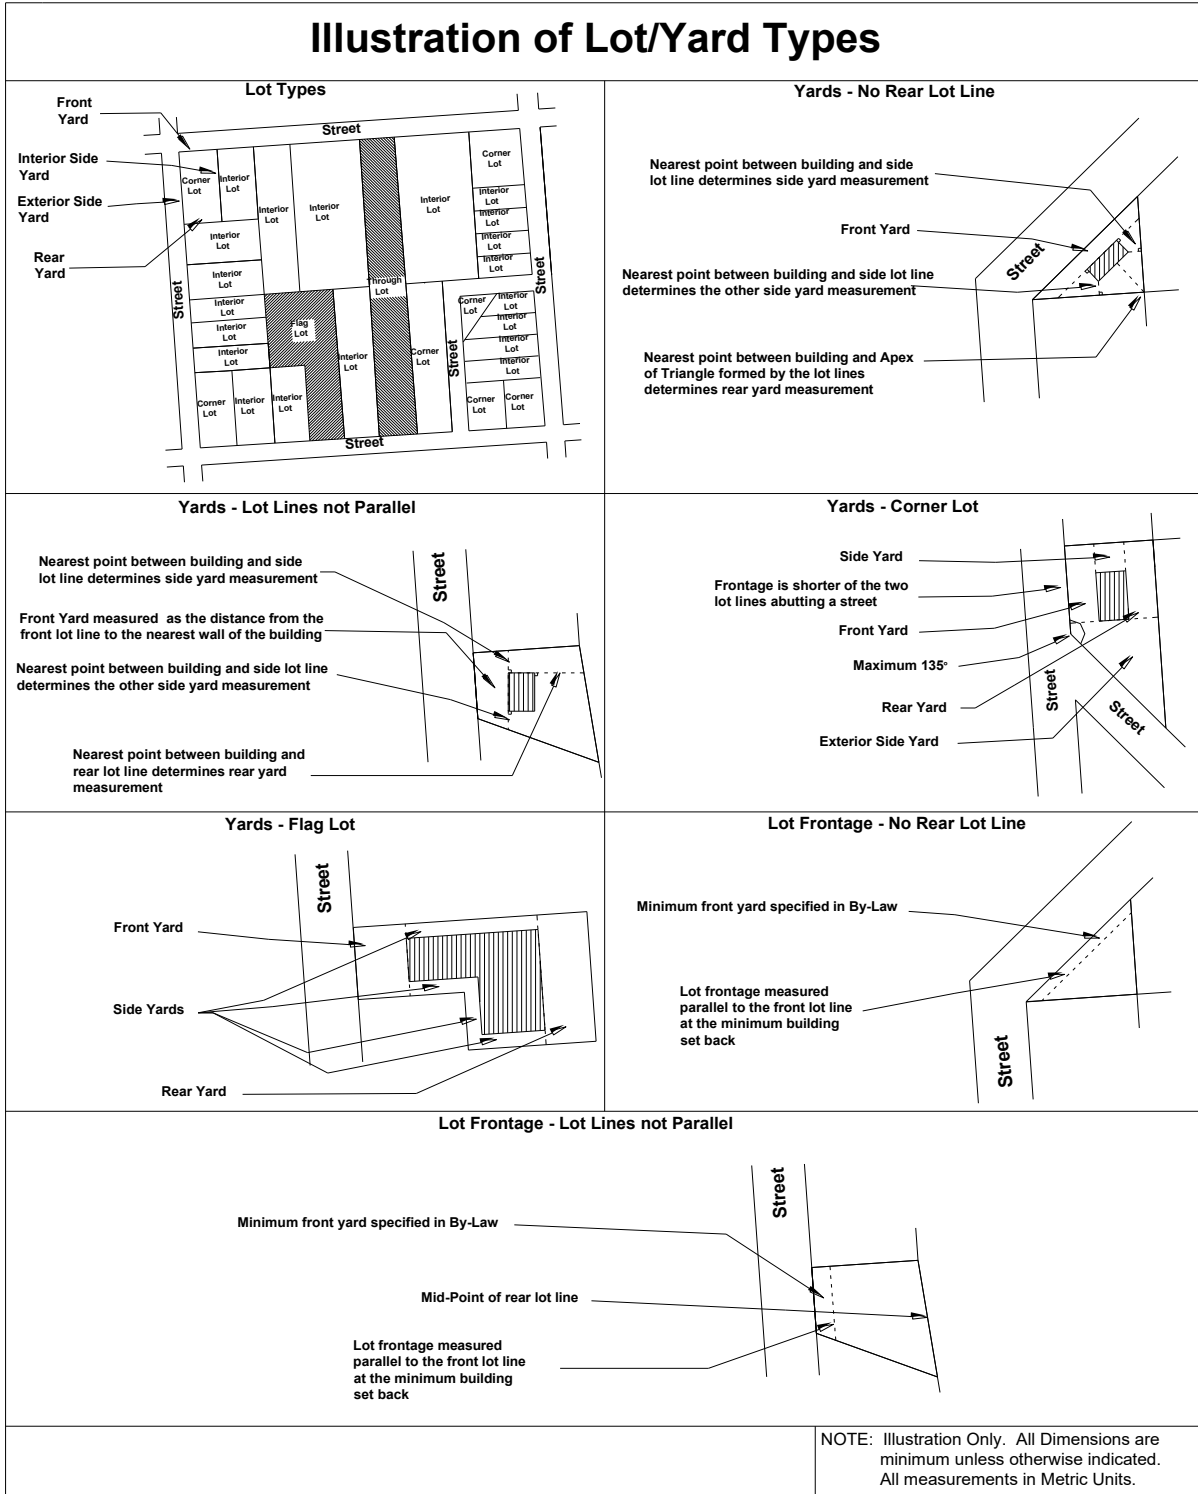 Illustration of Lot/Yard Types
Lot Types
Front
Yard
Interior Side
Yard
Exterior Side
Yard
Rear
Yard
Street
Street
Street
Street
Street
Corner
Lot
Interior
Lot
Interior
Lot
Interior
Lot
Interior
Lot
Corner
Lot
Interior
Lot
Interior
Lot
Interior
Lot
Interior
Lot
Interior
Lot
Interior
Lot
Interior
Lot
Interior
Lot
Interior
Lot
Through
Lot
Flag
Lot
Interior
Lot
Corner
Lot
Corner
Lot
Interior
Lot
Interior
Lot
Interior
Lot
Interior
Lot
Corner
Lot
Interior
Lot
Interior
Lot
Corner
Lot
Corner
Lot
Yards - No Rear Lot Line
Nearest point between building and side
lot line determines side yard measurement
Front Yard
Street
Nearest point between building and side lot line
determines the other side yard measurement
Nearest point between building and Apex
of Triangle formed by the lot lines
determines rear yard measurement
Yards - Lot Lines not Parallel
Nearest point between building and side
lot line determines side yard measurement
Street
Front Yard measured as the distance from the
front lot line to the nearest wall of the building
Nearest point between building and side lot line
determines the other side yard measurement
Nearest point between building and
rear lot line determines rear yard
measurement
Yards - Corner Lot
Side Yard
Frontage is shorter of the two
lot lines abutting a street
Front Yard
Maximum 135°
Rear Yard
Exterior Side Yard
Street
Street
Yards - Flag Lot
Street
Front Yard
Side Yards
Rear Yard
Lot Frontage - No Rear Lot Line
Minimum front yard specified in By-Law
Lot frontage measured
parallel to the front lot line
at the minimum building
set back
Street
Lot Frontage - Lot Lines not Parallel
Street
Minimum front yard specified in By-Law
Mid-Point of rear lot line
Lot frontage measured
parallel to the front lot line
at the minimum building
set back
NOTE: Illustration Only. All Dimensions are
minimum unless otherwise indicated.
All measurements in Metric Units.